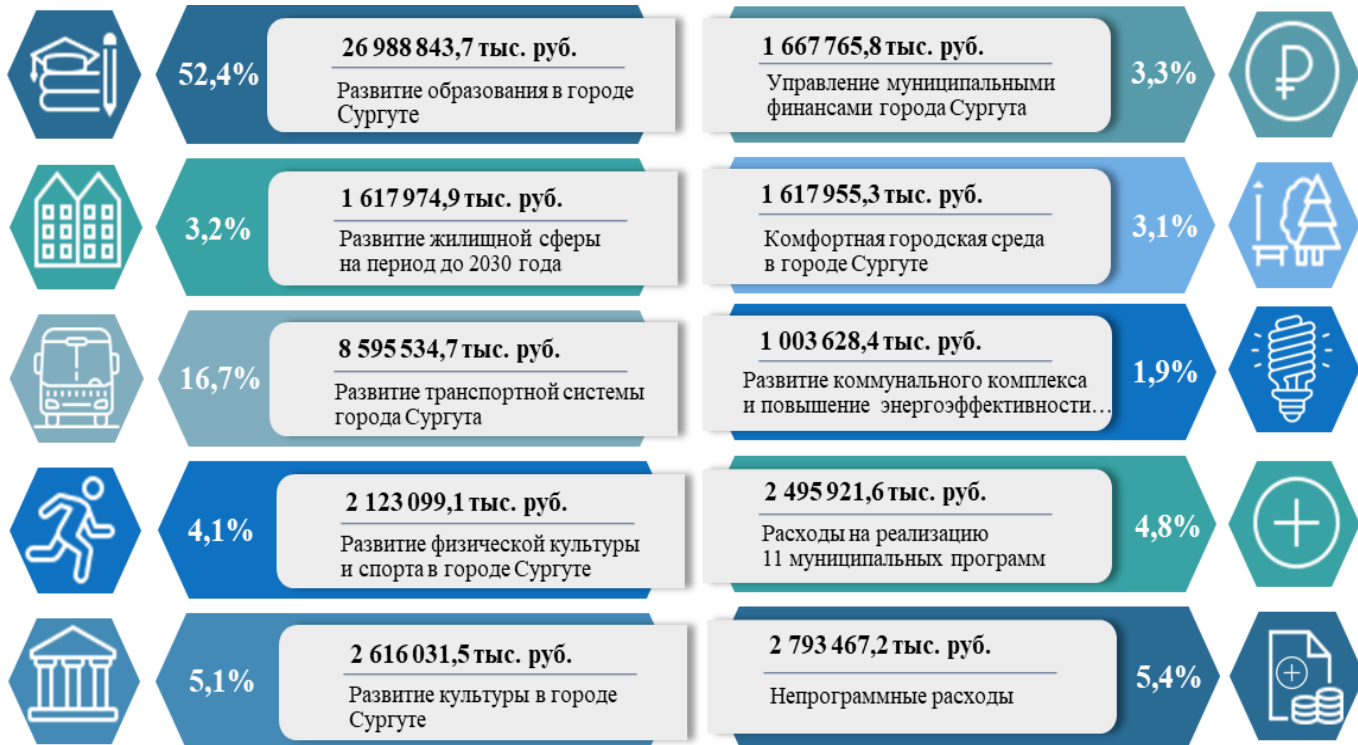 52,4%
26 988 843,7 тыс. руб.
Развитие образования в городе
Сургуте
1 667 765,8 тыс. руб.
Управление муниципальными
финансами города Сургута
3,3%
3,2%
1 617 974,9 тыс. руб.
Развитие жилищной сферы
на период до 2030 года
1 617 955,3 тыс. руб.
Комфортная городская среда
в городе Сургуте
3,1%
16,7%
8 595 534,7 тыс. руб.
Развитие транспортной системы
города Сургута
1 003 628,4 тыс. руб.
Развитие коммунального комплекса
и повышение энергоэффективности…
1,9%
4,1%
2 123 099,1 тыс. руб.
Развитие физической культуры
и спорта в городе Сургуте
2 495 921,6 тыс. руб.
Расходы на реализацию
11 муниципальных программ
4,8%
5,1%
2 616 031,5 тыс. руб.
Развитие культуры в городе
Сургуте
2 793 467,2 тыс. руб.
Непрограммные расходы
5,4%